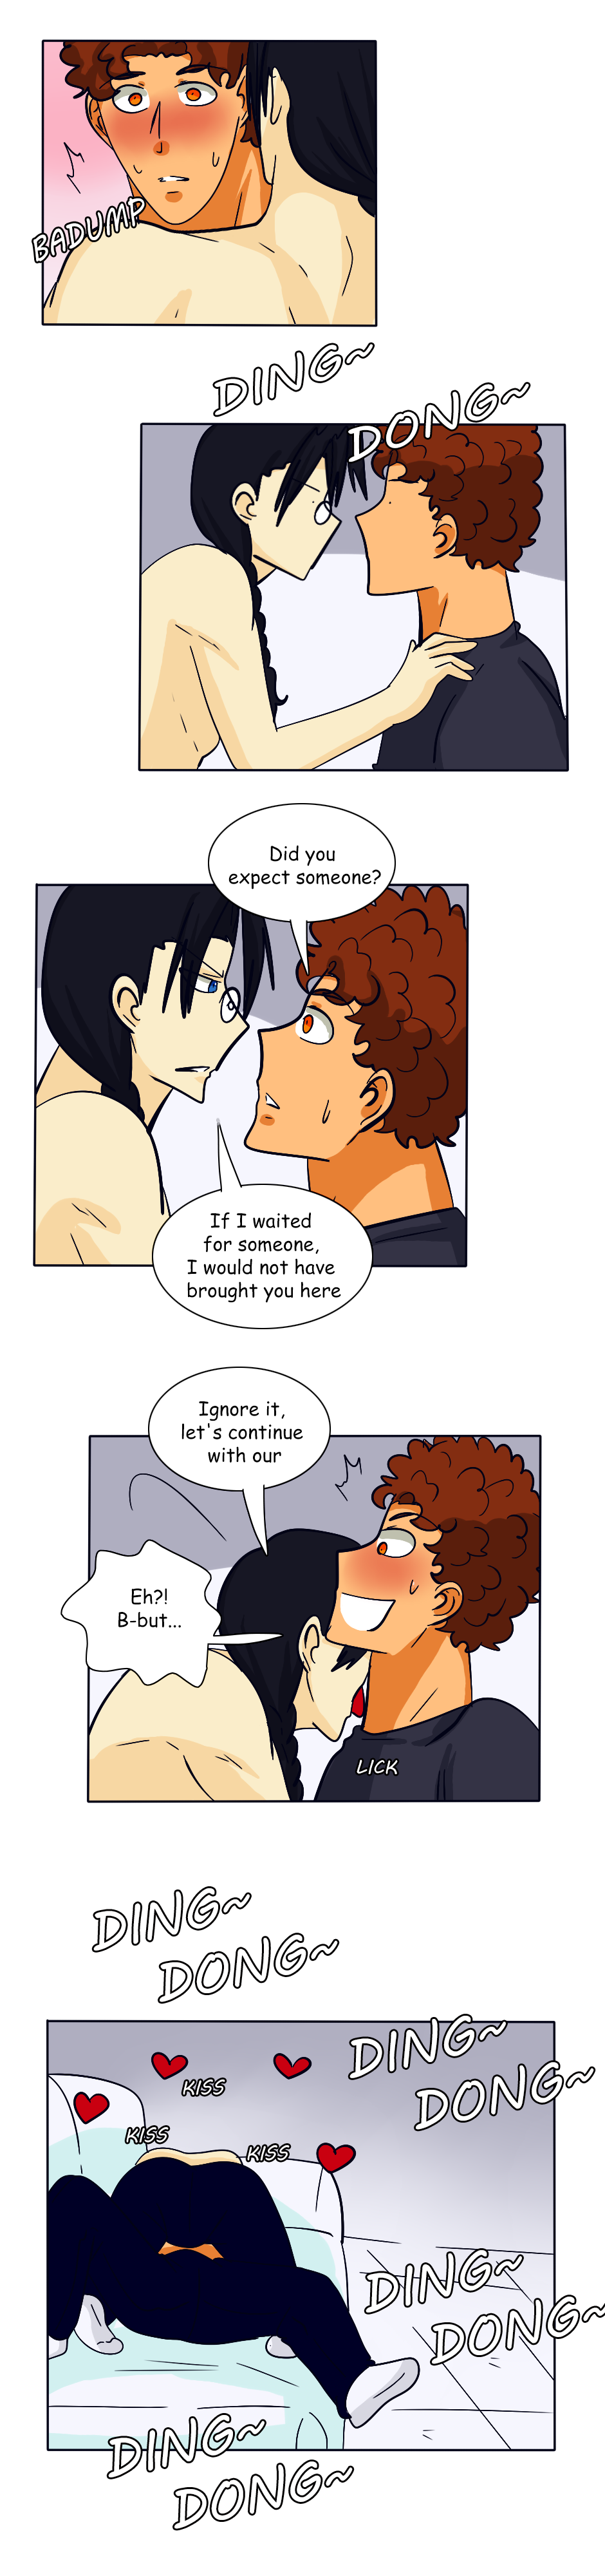 BADUMP
DING~
DONG~
Did you
expect someone?
If I waited
for someone,
I would not have
brought you here
Ignore it,
let's continue
with our
Eh?!
B-but...
LICK
DING~
DONG~
DING~
DONG~
KISS
KISS
KISS
DING~
DONG~
DING~
DONG~